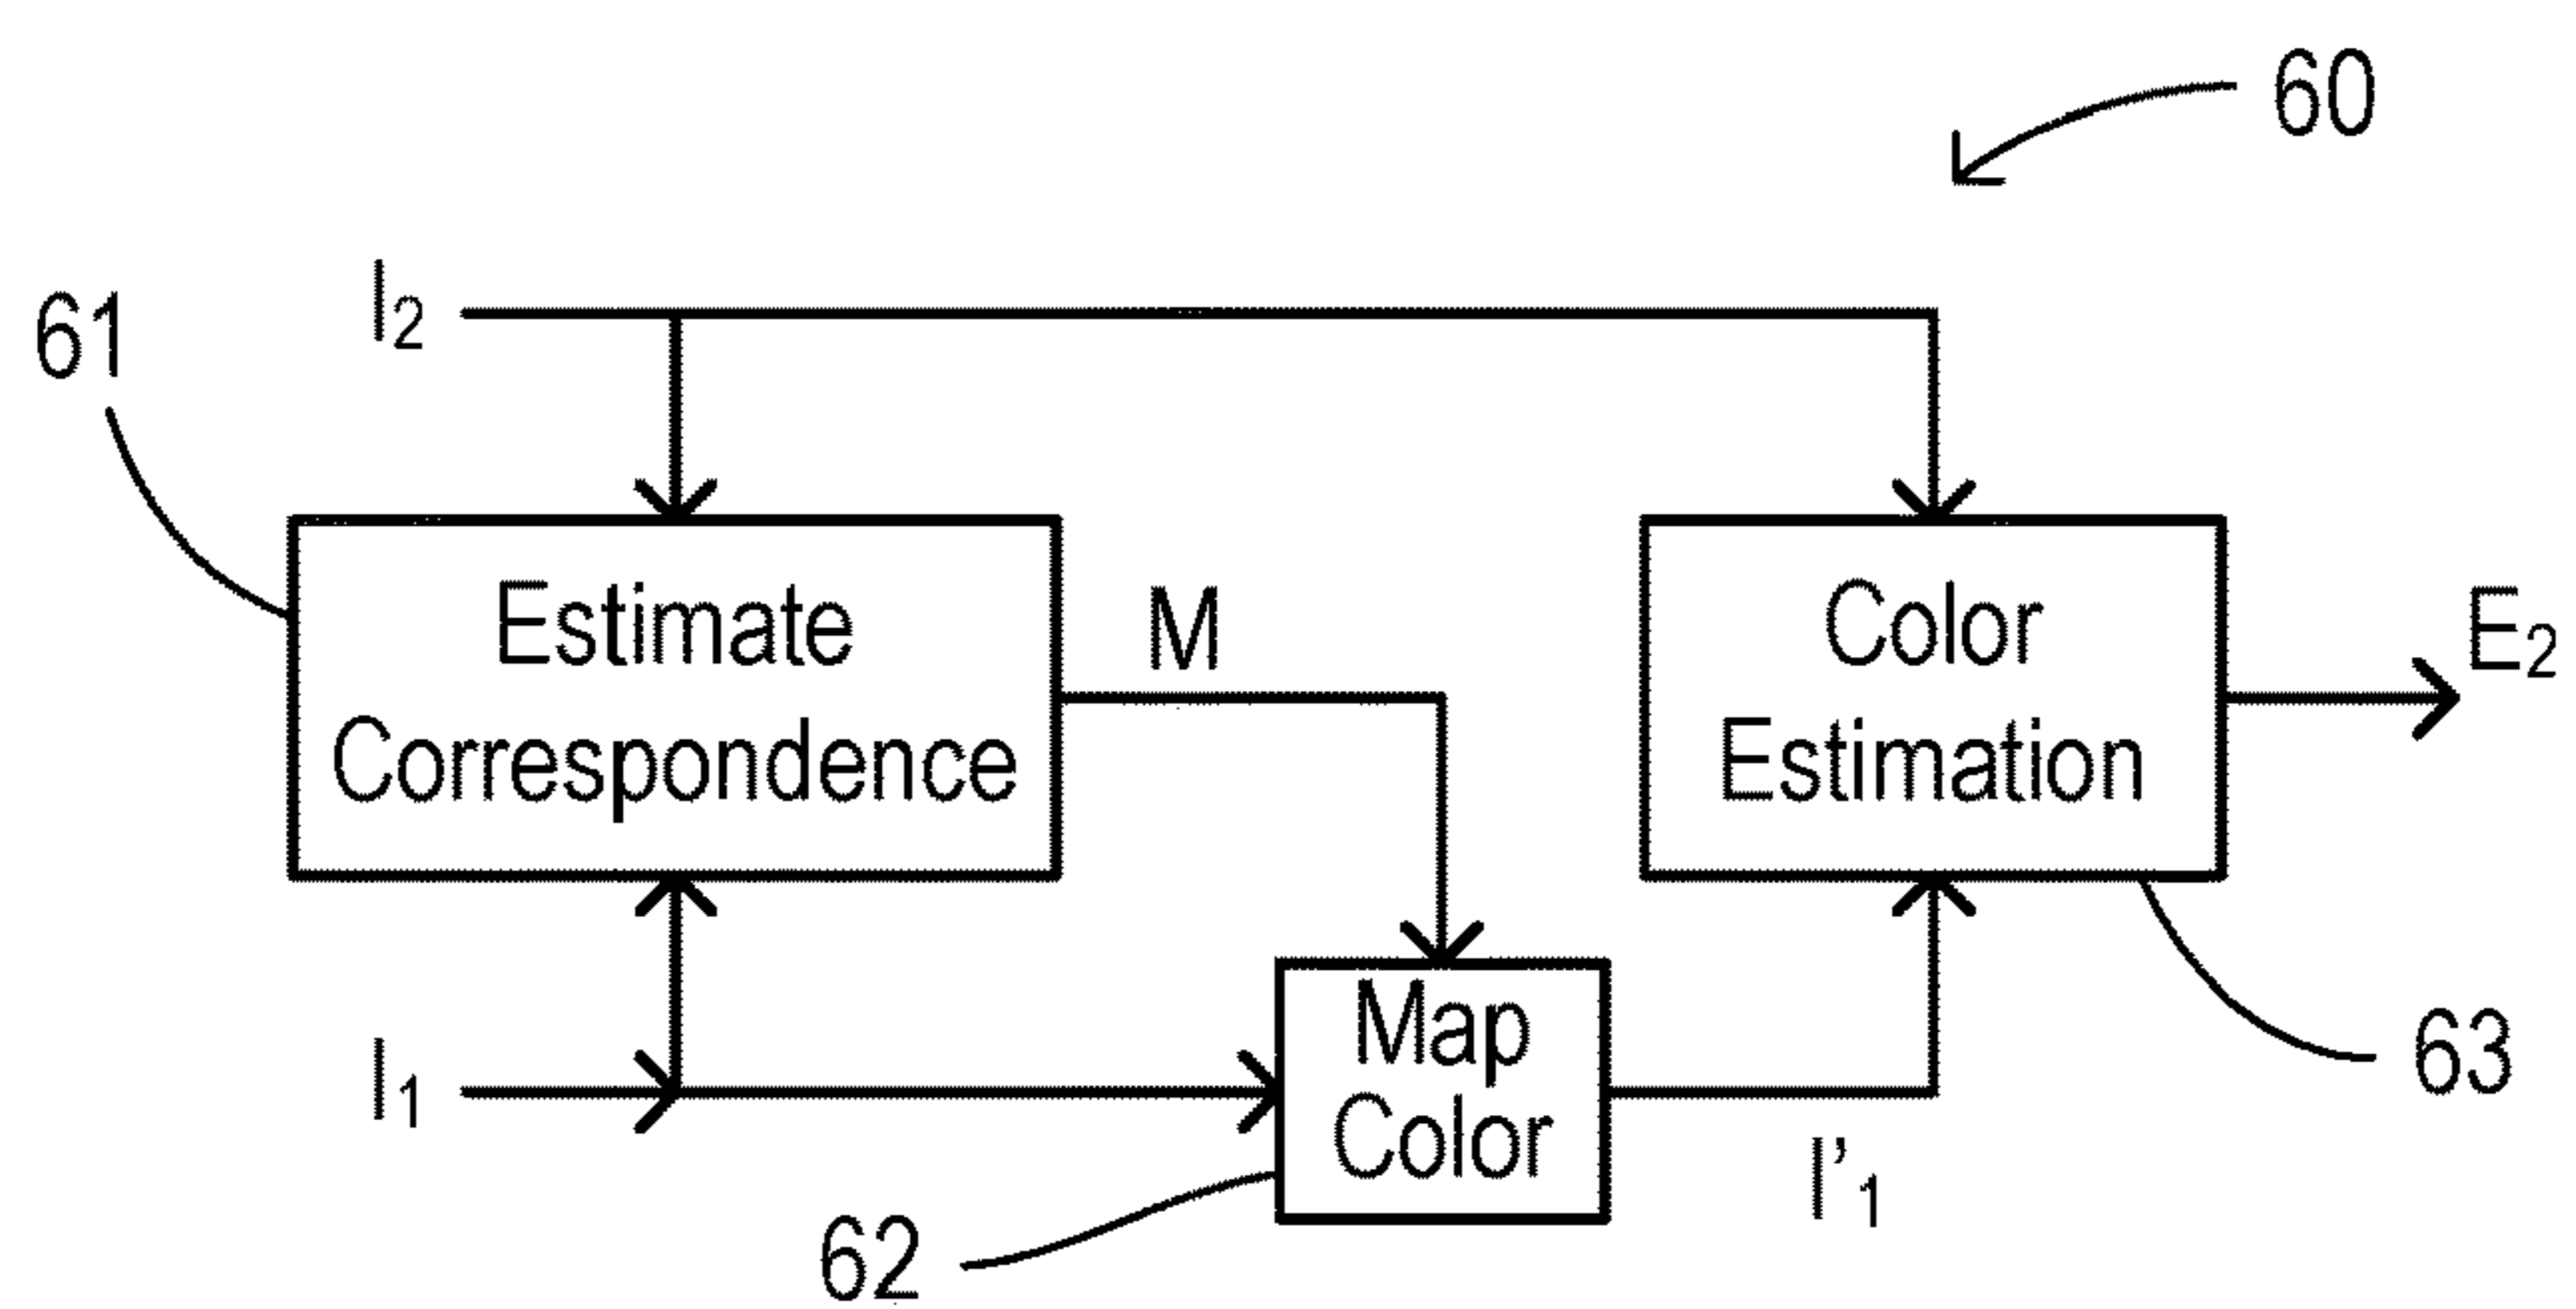 60
I₂
61
Estimate
Correspondence
M
Color
Estimation
E₂
I₁
Map
Color
I'₁
63
62